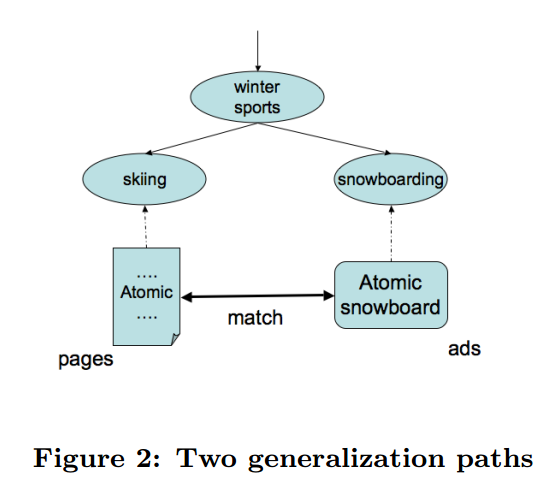 winter
sports
skiing
snowboarding
....
Atomic
....
Atomic
snowboard
match
pages
ads
Figure 2: Two generalization paths